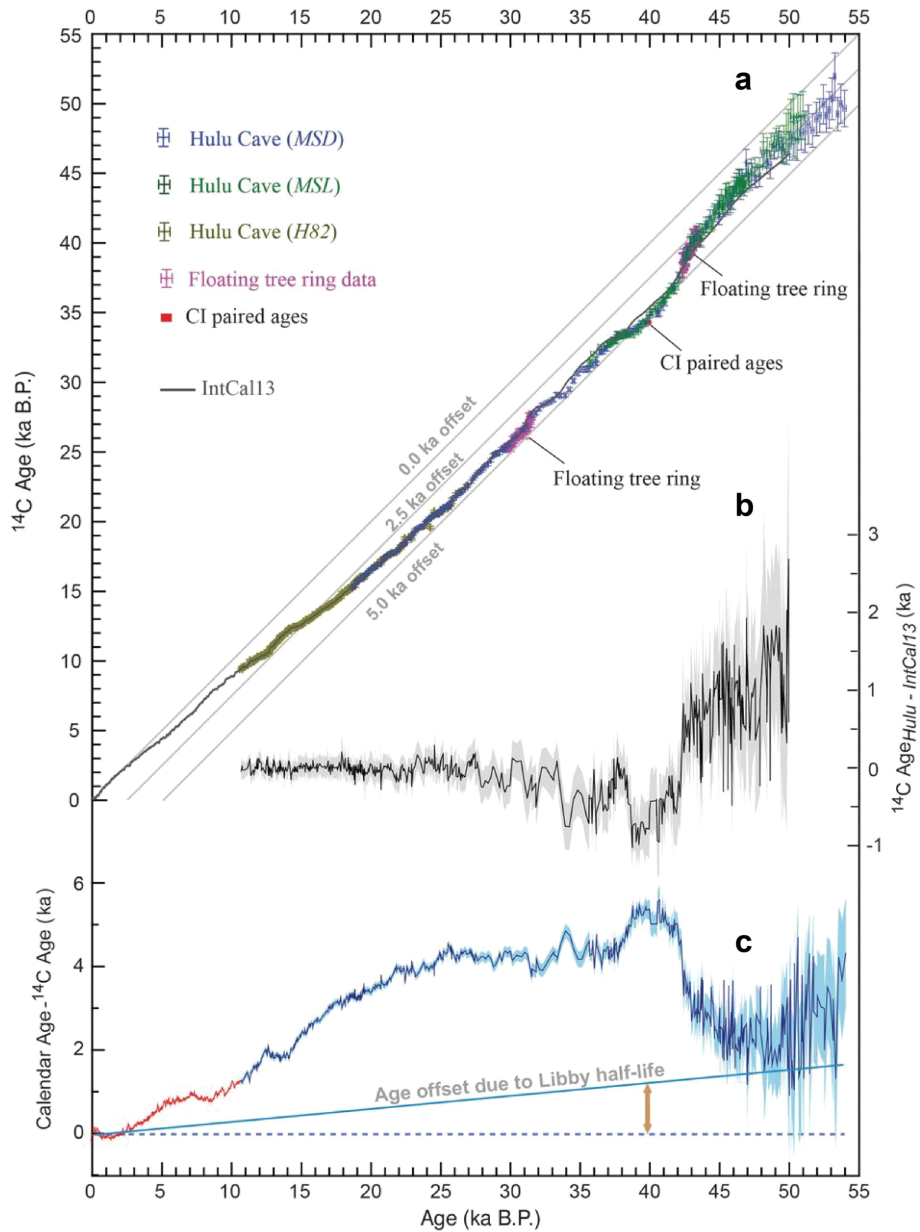 0 5 10 15 20 25 30 35 40 45 50 55
a
55
50
45
40
35
30
25
20
15
10
5
0
¹⁴C Age (ka B.P.)
Hulu Cave (MSD)
Hulu Cave (MSL)
Hulu Cave (H82)
Floating tree ring data
CI paired ages
IntCal13
0.0 ka offset
2.5 ka offset
5.0 ka offset
Floating tree ring
CI paired ages
Floating tree ring
b
3
2
1
0
-1
¹⁴C Age Hulu - IntCal13 (ka)
c
6
4
2
0
Calendar Age - ¹⁴C Age (ka)
Age offset due to Libby half-life
0 5 10 15 20 25 30 35 40 45 50 55
Age (ka B.P.)